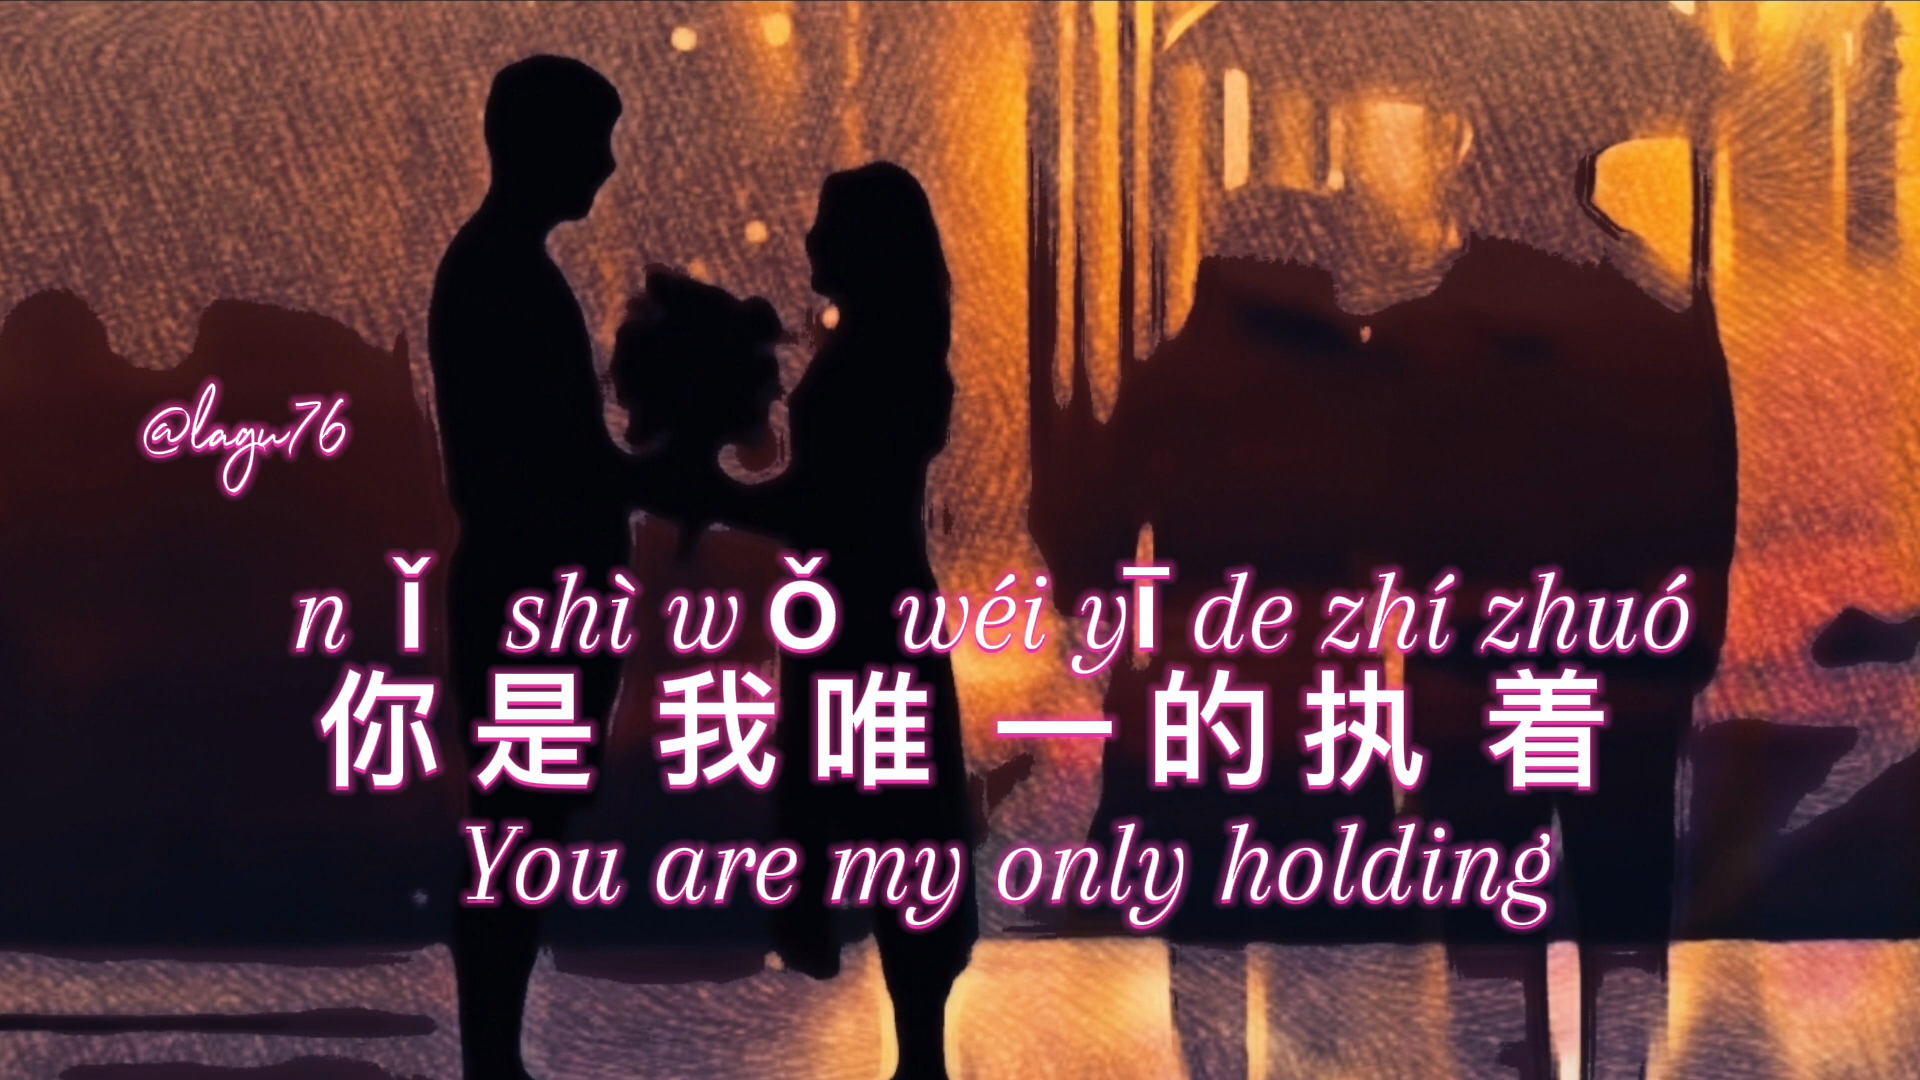 @lagu76
nǐ shì wǒ wéi yī de zhí zhuó
你是我唯一的执着
You are my only holding